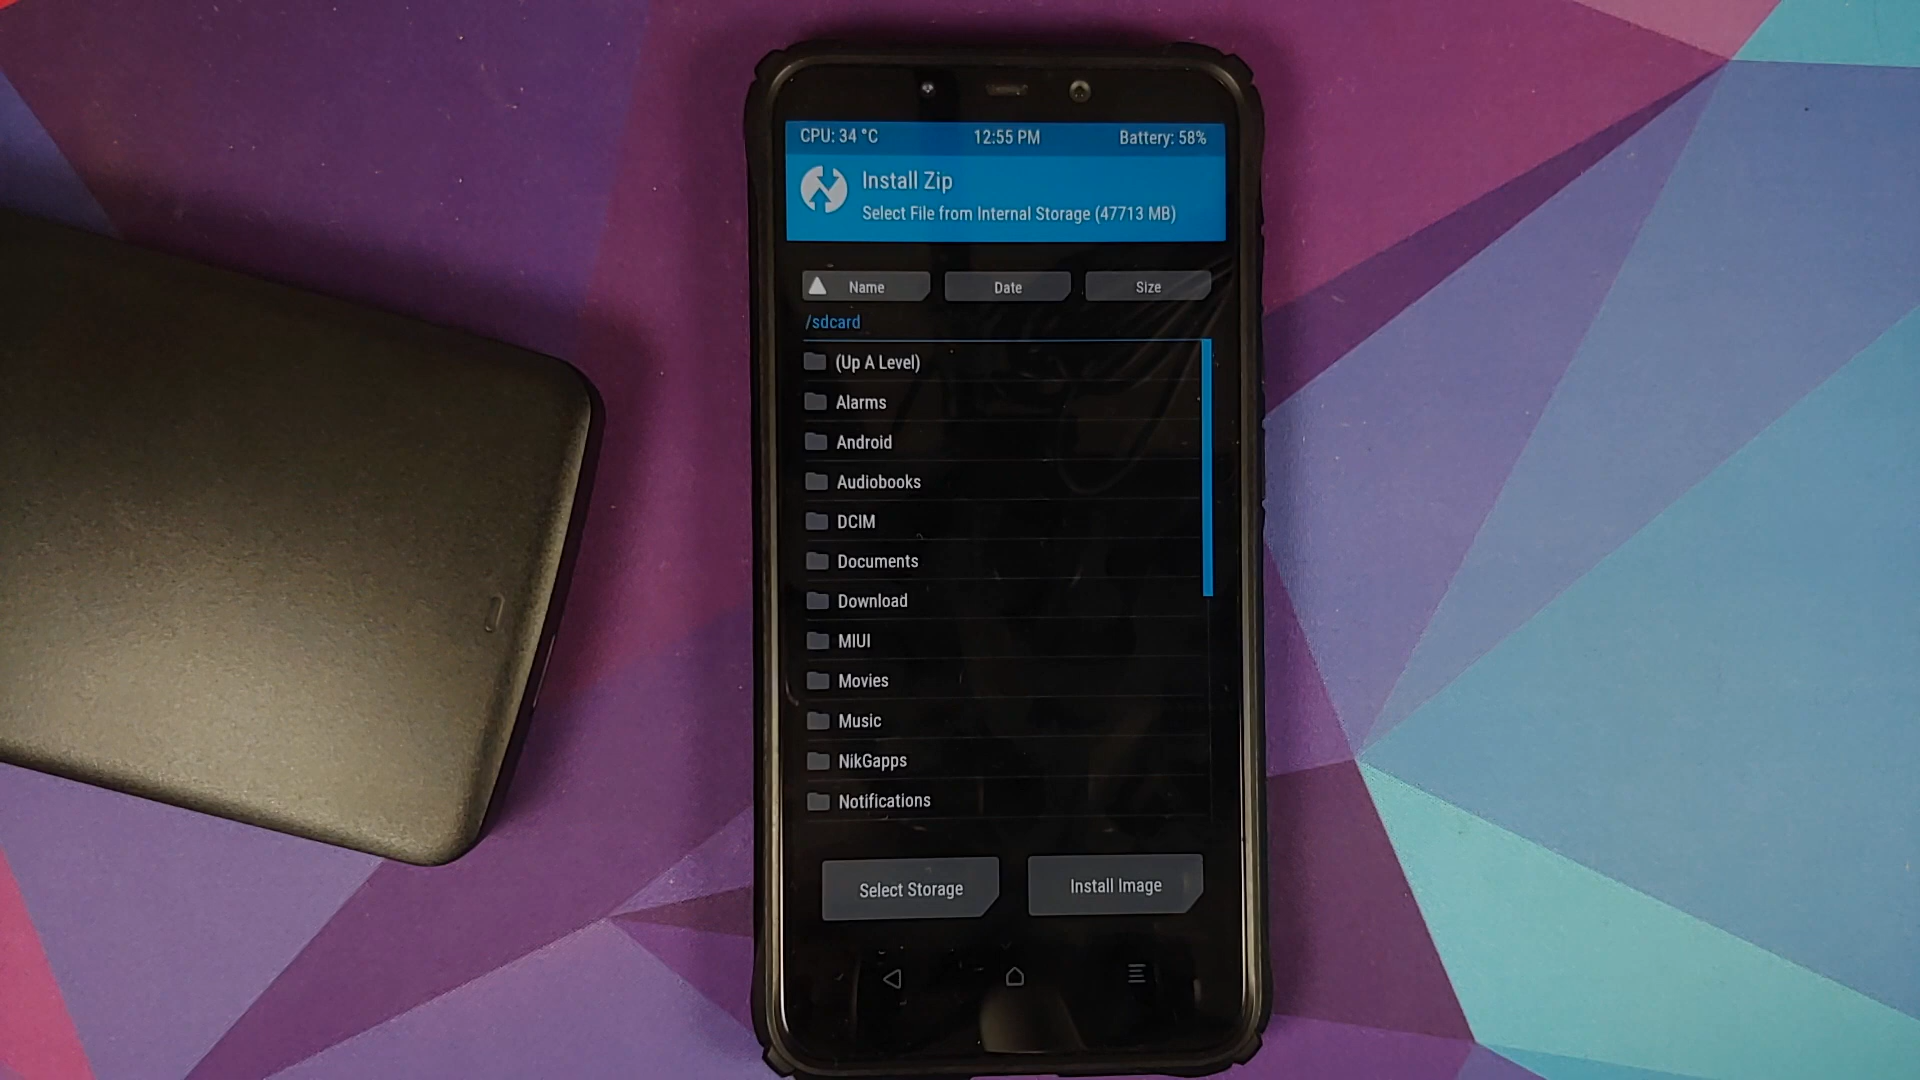 CPU: 34 °C 12:55 PM Battery: 58%
Install Zip
Select File from Internal Storage (47713 MB)
Name Date Size
/sdcard
(Up A Level)
Alarms
Android
Audiobooks
DCIM
Documents
Download
MIUI
Movies
Music
NikGapps
Notifications
Select Storage Install Image